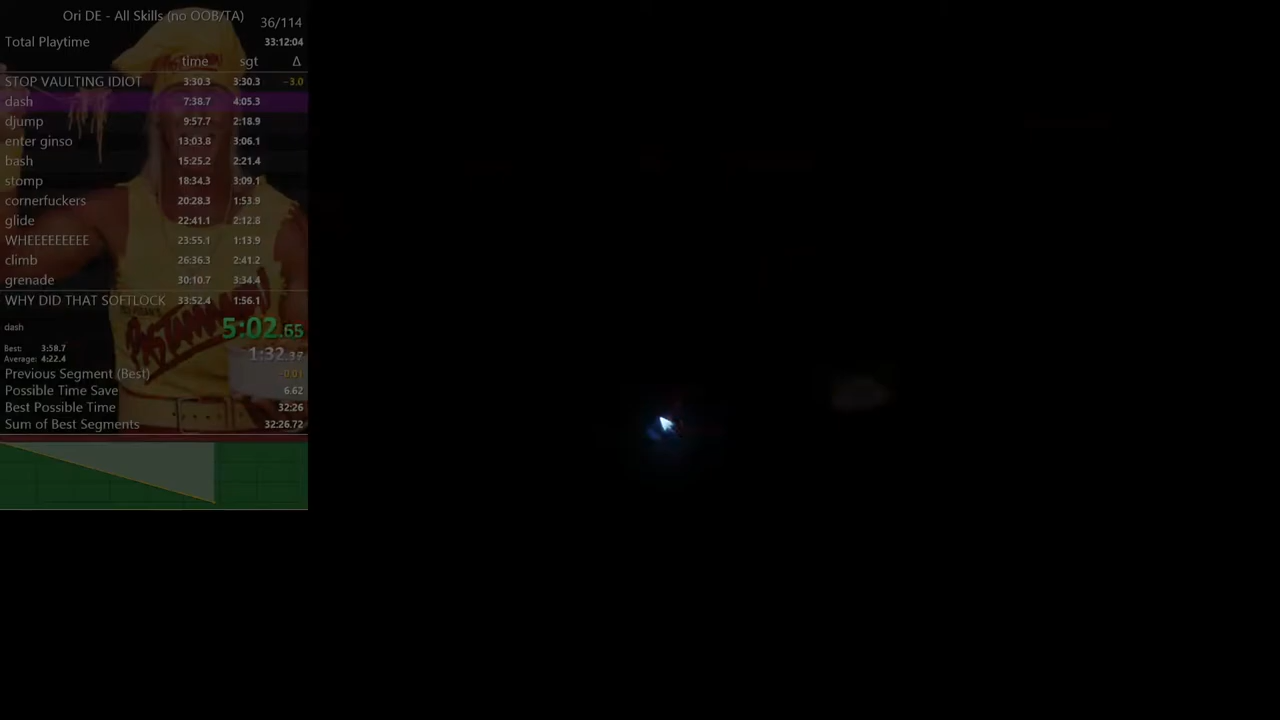 Ori DE - All Skills (no OOB/TA)
36/114
Total Playtime 33:12:04
time sgt Δ
STOP VAULTING IDIOT 3:30.3 3:30.3 −3.0
dash 7:38.7 4:05.3
djump 9:57.7 2:18.9
enter ginso 13:03.8 3:06.1
bash 15:25.2 2:21.4
stomp 18:34.3 3:09.1
cornerfuckers 20:28.3 1:53.9
glide 22:41.1 2:12.8
WHEEEEEEEEE 23:55.1 1:13.9
climb 26:36.3 2:41.2
grenade 30:10.7 3:34.4
WHY DID THAT SOFTLOCK 33:52.4 1:56.1
dash 5:02.65
Best: 3:58.7
Average: 4:22.4
1:32.37
Previous Segment (Best) -0.01
Possible Time Save 6.62
Best Possible Time 32:26
Sum of Best Segments 32:26.72